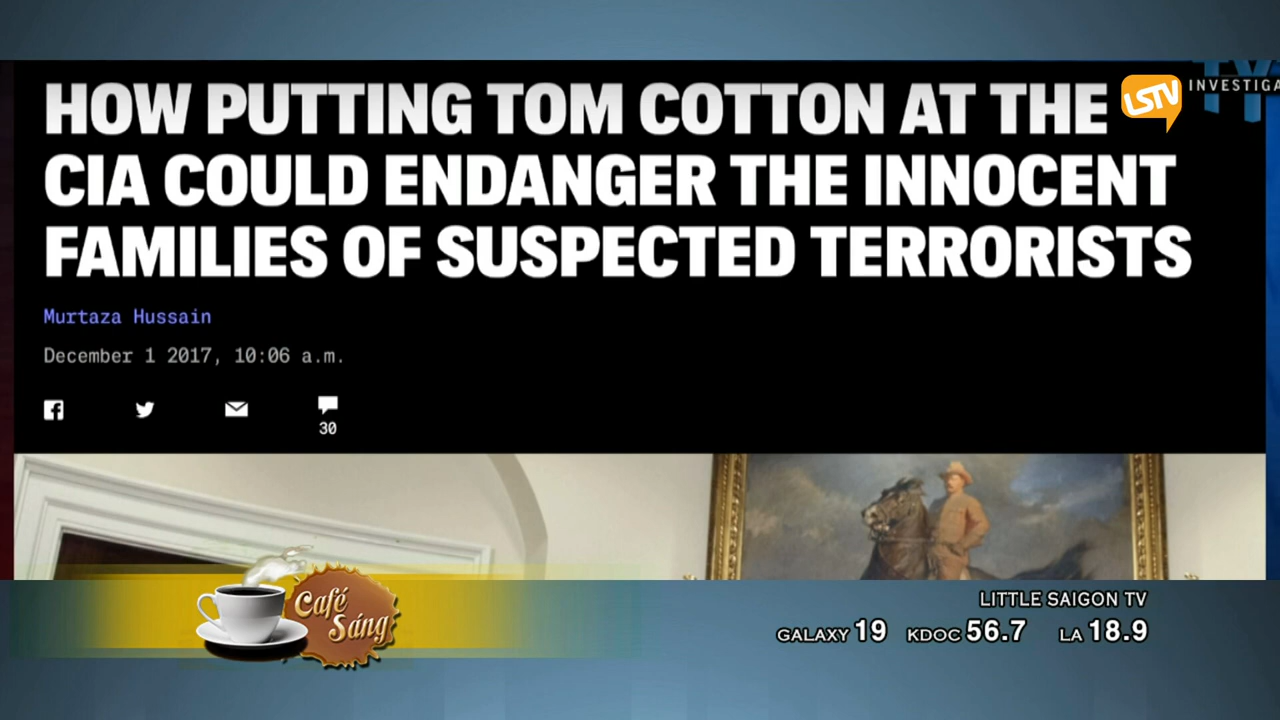 HOW PUTTING TOM COTTON AT THE
CIA COULD ENDANGER THE INNOCENT
FAMILIES OF SUSPECTED TERRORISTS
LSTV
INVESTIGA
Murtaza Hussain
December 1 2017, 10:06 a.m.
30
Café
Sáng
LITTLE SAIGON TV
GALAXY 19 KDOC 56.7 LA 18.9